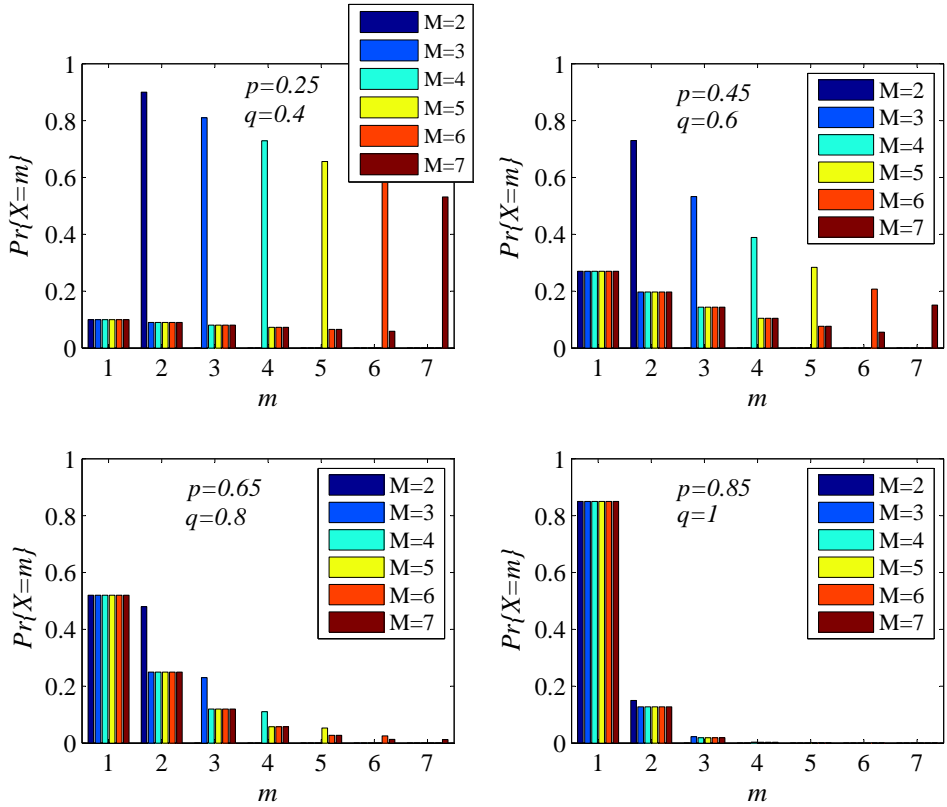 M=2
M=3
M=4
M=5
M=6
M=7
p=0.25
q=0.4
1
0.8
0.6
0.4
0.2
0
Pr{X=m}
1 2 3 4 5 6 7
m
M=2
M=3
M=4
M=5
M=6
M=7
p=0.45
q=0.6
1
0.8
0.6
0.4
0.2
0
Pr{X=m}
1 2 3 4 5 6 7
m
M=2
M=3
M=4
M=5
M=6
M=7
p=0.65
q=0.8
1
0.8
0.6
0.4
0.2
0
Pr{X=m}
1 2 3 4 5 6 7
m
M=2
M=3
M=4
M=5
M=6
M=7
p=0.85
q=1
1
0.8
0.6
0.4
0.2
0
Pr{X=m}
1 2 3 4 5 6 7
m